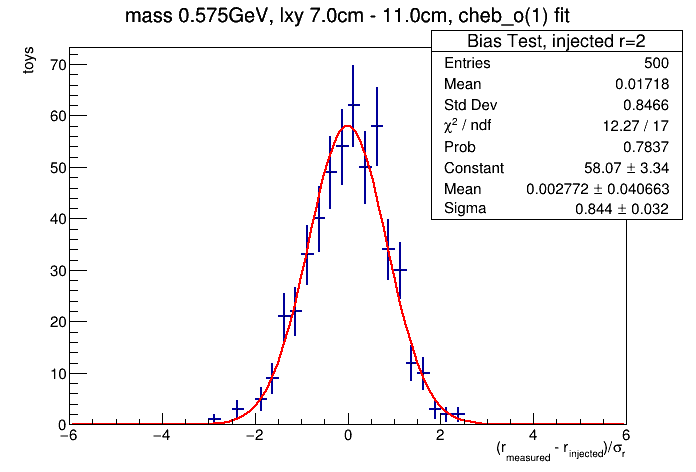 mass 0.575GeV, lxy 7.0cm - 11.0cm, cheb_o(1) fit
toys
Bias Test, injected r=2
Entries 500
Mean 0.01718
Std Dev 0.8466
χ² / ndf 12.27 / 17
Prob 0.7837
Constant 58.07 ± 3.34
Mean 0.002772 ± 0.040663
Sigma 0.844 ± 0.032
70
60
50
40
30
20
10
0
−6 −4 −2 0 2 4 6
(r_measured - r_injected)/σ_r